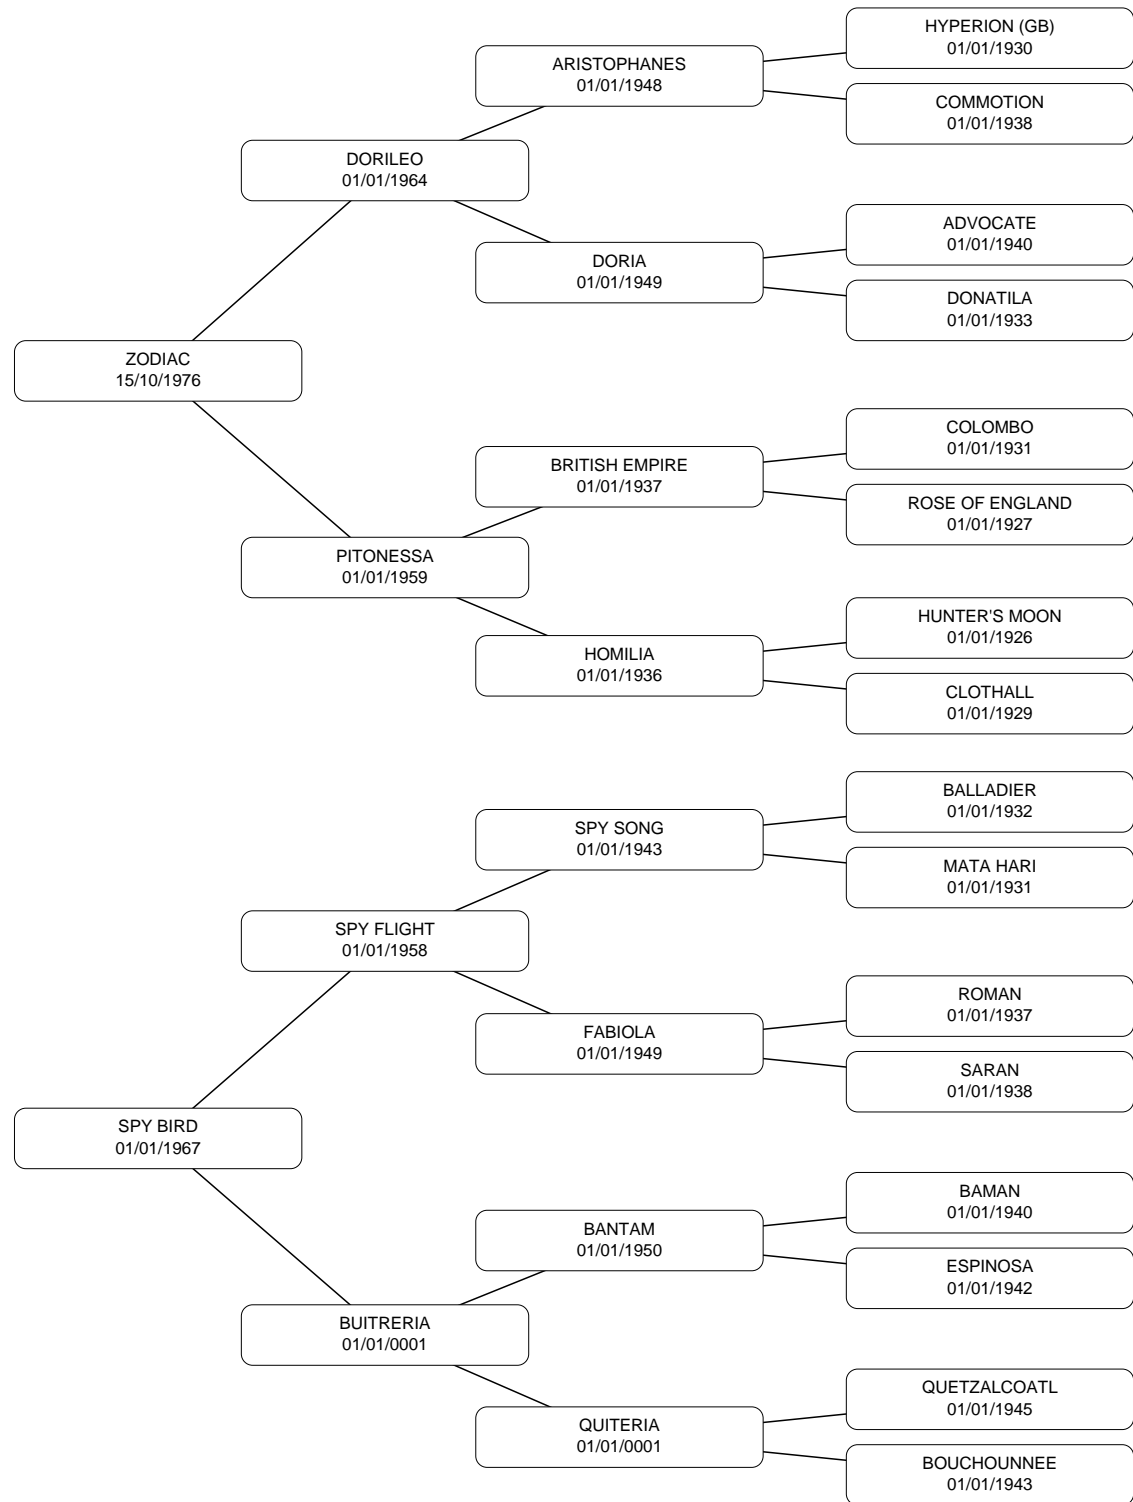 HYPERION (GB)
01/01/1930
ARISTOPHANES
01/01/1948
COMMOTION
01/01/1938
DORILEO
01/01/1964
ADVOCATE
01/01/1940
DORIA
01/01/1949
DONATILA
01/01/1933
ZODIAC
15/10/1976
COLOMBO
01/01/1931
BRITISH EMPIRE
01/01/1937
ROSE OF ENGLAND
01/01/1927
PITONESSA
01/01/1959
HUNTER'S MOON
01/01/1926
HOMILIA
01/01/1936
CLOTHALL
01/01/1929
BALLADIER
01/01/1932
SPY SONG
01/01/1943
MATA HARI
01/01/1931
SPY FLIGHT
01/01/1958
ROMAN
01/01/1937
FABIOLA
01/01/1949
SARAN
01/01/1938
SPY BIRD
01/01/1967
BAMAN
01/01/1940
BANTAM
01/01/1950
ESPINOSA
01/01/1942
BUITRERIA
01/01/0001
QUETZALCOATL
01/01/1945
QUITERIA
01/01/0001
BOUCHOUNNEE
01/01/1943